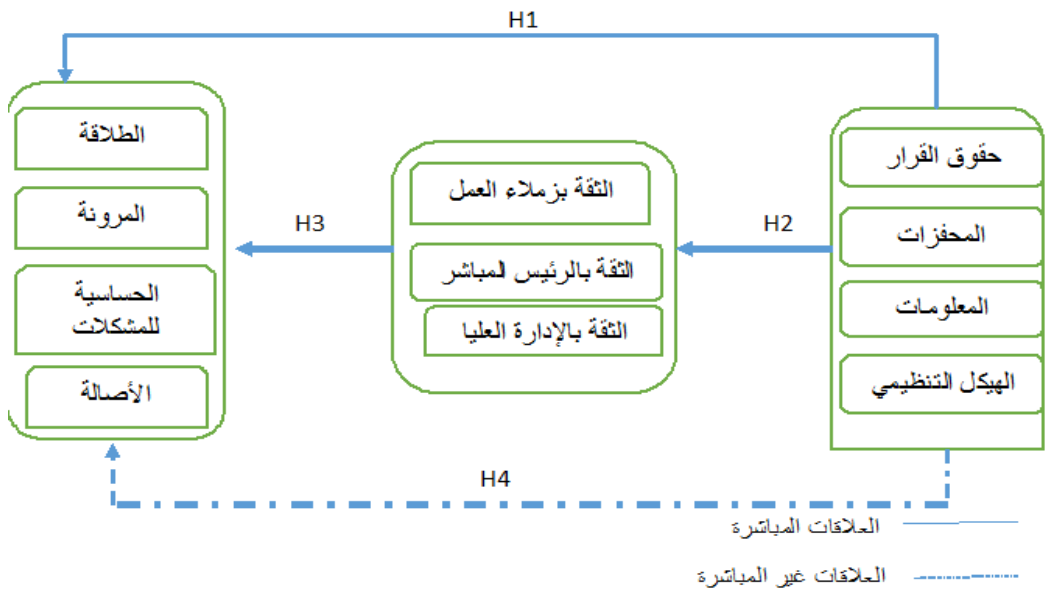 H1
حقوق القرار
المحفزات
المعلومات
الهيكل التنظيمي
H2
الثقة بزملاء العمل
الثقة بالرئيس المباشر
الثقة بالإدارة العليا
H3
الطلاقة
المرونة
الحساسية
للمشكلات
الأصالة
H4
العلاقات المباشرة
العلاقات غير المباشرة